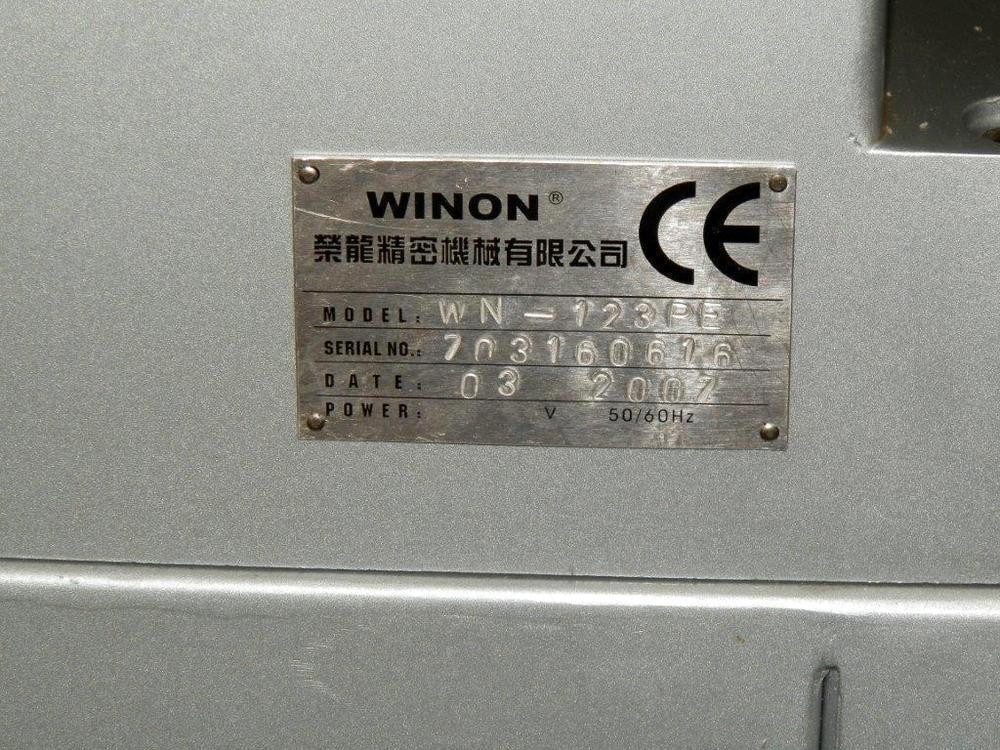 WINON®
榮龍精密機械有限公司
CE
MODEL: WN-123PE
SERIAL NO.: 703160616
DATE: 03 2007
POWER: V 50/60Hz